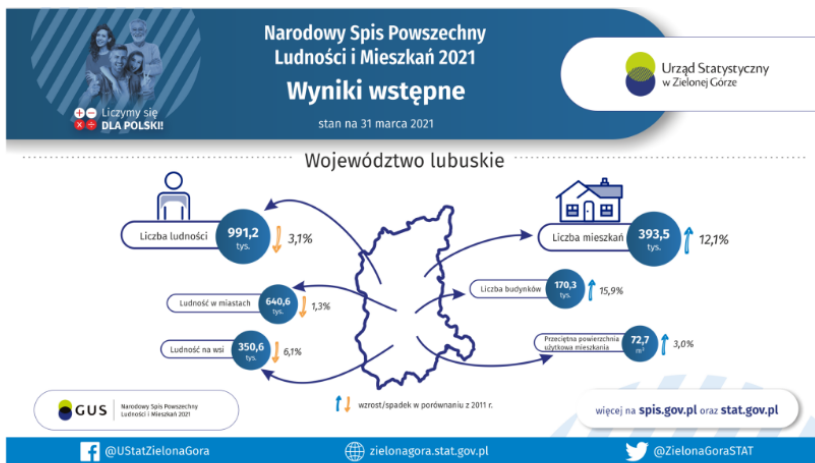 Narodowy Spis Powszechny
Ludności i Mieszkań 2021
Wyniki wstępne
stan na 31 marca 2021
Liczymy się
DLA POLSKI!
Urząd Statystyczny
w Zielonej Górze
Województwo lubuskie
Liczba ludności
991,2
tys.
3,1%
Liczba mieszkań
393,5
tys.
12,1%
Ludność w miastach
640,6
tys.
1,3%
Liczba budynków
170,3
tys.
15,9%
Ludność na wsi
350,6
tys.
6,1%
Przeciętna powierzchnia
użytkowa mieszkania
72,7
m²
3,0%
GUS
Narodowy Spis Powszechny
Ludności i Mieszkań 2021
wzrost/spadek w porównaniu z 2011 r.
więcej na spis.gov.pl oraz stat.gov.pl
@UStatZielonaGora
zielonagora.stat.gov.pl
@ZielonaGoraSTAT